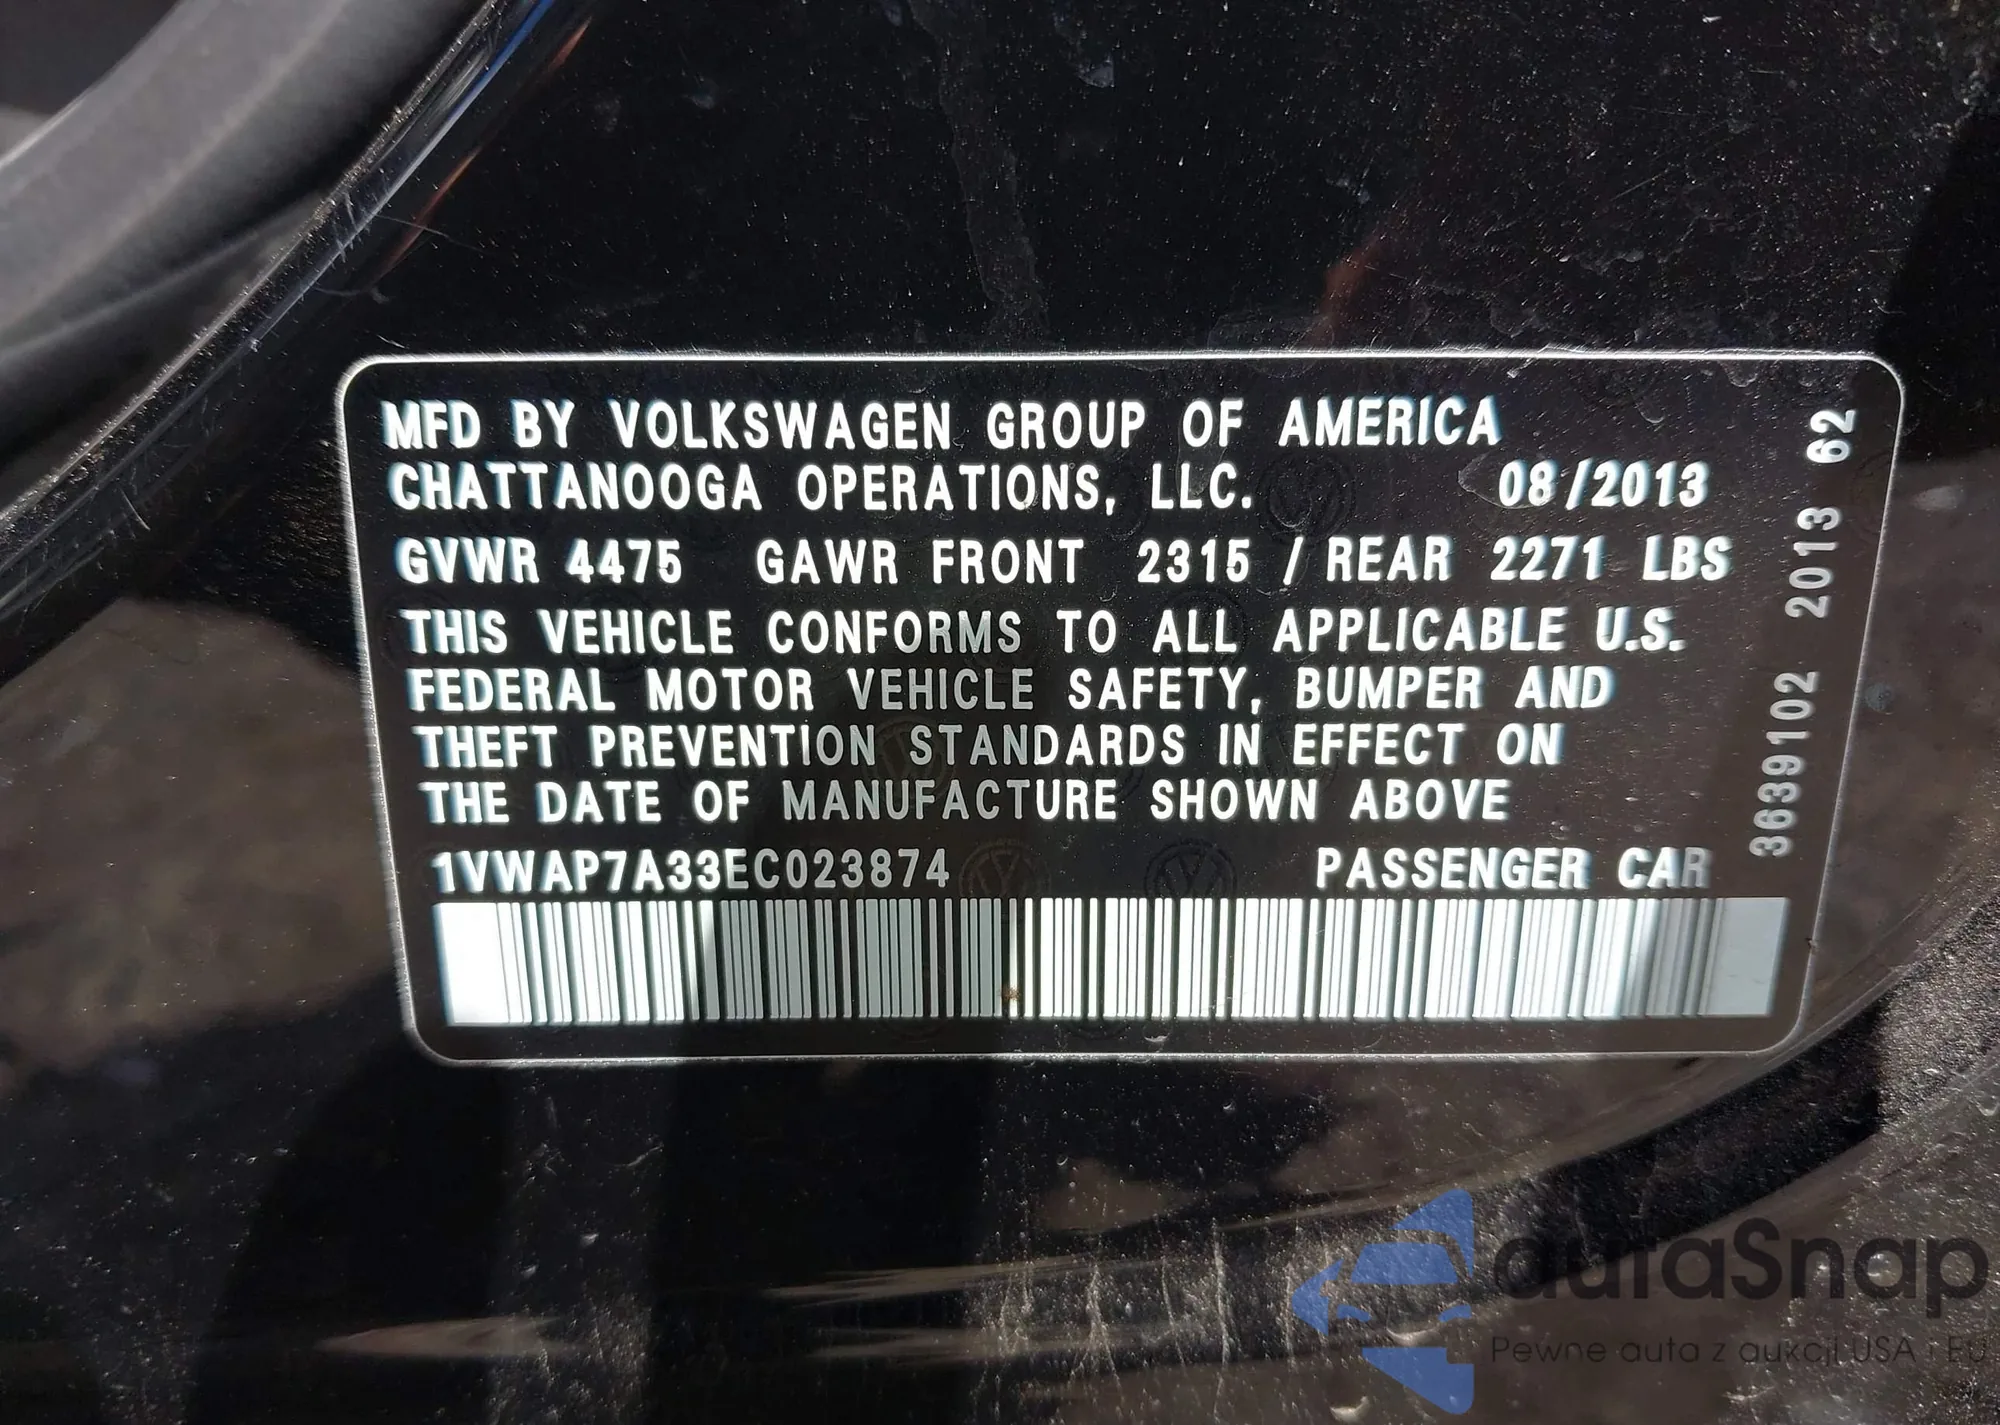 MFD BY VOLKSWAGEN GROUP OF AMERICA
CHATTANOOGA OPERATIONS, LLC. 08/2013
GVWR 4475 GAWR FRONT 2315 / REAR 2271 LBS
THIS VEHICLE CONFORMS TO ALL APPLICABLE U.S.
FEDERAL MOTOR VEHICLE SAFETY, BUMPER AND
THEFT PREVENTION STANDARDS IN EFFECT ON
THE DATE OF MANUFACTURE SHOWN ABOVE
1VWAP7A33EC023874 PASSENGER CAR
3639102 2013 62
autaSnap
Pewne auta z aukcji USA i EU